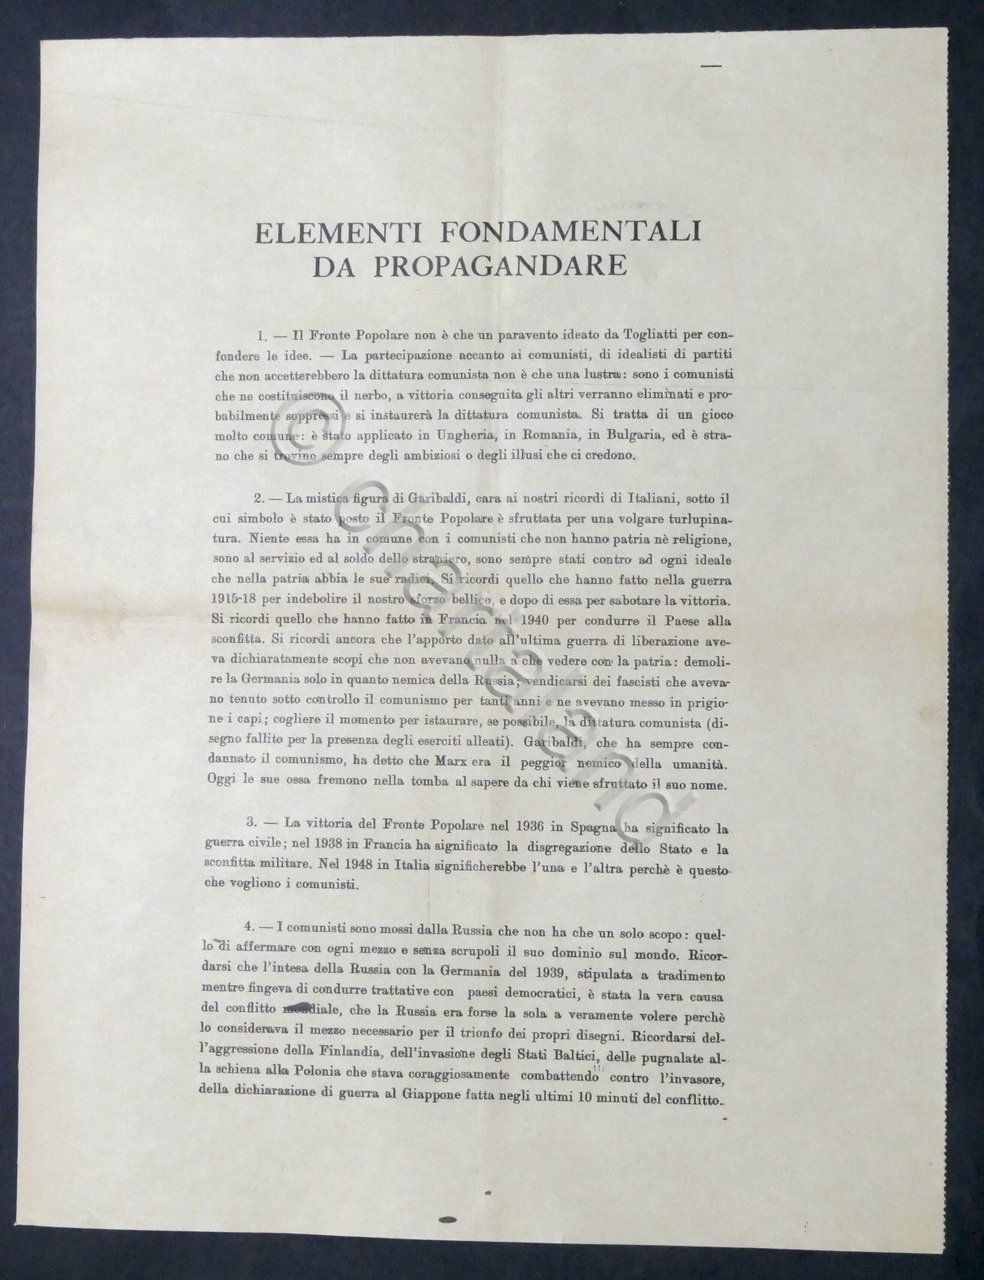 ELEMENTI FONDAMENTALI
DA PROPAGANDARE
1. — Il Fronte Popolare non è che un paravento ideato da Togliatti per con-
fondere le idee. — La partecipazione accanto ai comunisti, di idealisti di partiti
che non accetterebbero la dittatura comunista non è che una lustra: sono i comunisti
che ne costituiscono il nerbo, a vittoria conseguita gli altri verranno eliminati e pro-
babilmente soppressi e si instaurerà la dittatura comunista. Si tratta di un gioco
molto comune: è stato applicato in Ungheria, in Romania, in Bulgaria, ed è stra-
no che si trovino sempre degli ambiziosi o degli illusi che ci credono.
2. — La mistica figura di Garibaldi, cara ai nostri ricordi di Italiani, sotto il
cui simbolo è stato posto il Fronte Popolare è sfruttata per una volgare turlupina-
tura. Niente essa ha in comune con i comunisti che non hanno patria nè religione,
sono al servizio ed al soldo dello straniero, sono sempre stati contro ad ogni ideale
che nella patria abbia le sue radici. Si ricordi quello che hanno fatto nella guerra
1915-18 per indebolire il nostro sforzo bellico, e dopo di essa per sabotare la vittoria.
Si ricordi quello che hanno fatto in Francia nel 1940 per condurre il Paese alla
sconfitta. Si ricordi ancora che l'apporto dato all'ultima guerra di liberazione ave-
va dichiaratamente scopi che non avevano nulla a che vedere con la patria: demoli-
re la Germania solo in quanto nemica della Russia; vendicarsi dei fascisti che aveva-
no tenuto sotto controllo il comunismo per tanti anni e ne avevano messo in prigio-
ne i capi; cogliere il momento per istaurare, se possibile, la dittatura comunista (di-
segno fallito per la presenza degli eserciti alleati). Garibaldi, che ha sempre con-
dannato il comunismo, ha detto che Marx era il peggior nemico della umanità.
Oggi le sue ossa fremono nella tomba al sapere da chi viene sfruttato il suo nome.
3. — La vittoria del Fronte Popolare nel 1936 in Spagna ha significato la
guerra civile; nel 1938 in Francia ha significato la disgregazione dello Stato e la
sconfitta militare. Nel 1948 in Italia significherebbe l'una e l'altra perchè è questo
che vogliono i comunisti.
4. — I comunisti sono mossi dalla Russia che non ha che un solo scopo: quel-
lo di affermare con ogni mezzo e senza scrupoli il suo dominio sul mondo. Ricor-
darsi che l'intesa della Russia con la Germania del 1939, stipulata a tradimento
mentre fingeva di condurre trattative con paesi democratici, è stata la vera causa
del conflitto mondiale, che la Russia era forse la sola a veramente volere perchè
lo considerava il mezzo necessario per il trionfo dei propri disegni. Ricordarsi del-
l'aggressione della Finlandia, dell'invasione degli Stati Baltici, delle pugnalate al-
la schiena alla Polonia che stava coraggiosamente combattendo contro l'invasore,
della dichiarazione di guerra al Giappone fatta negli ultimi 10 minuti del conflitto.
© chartaland